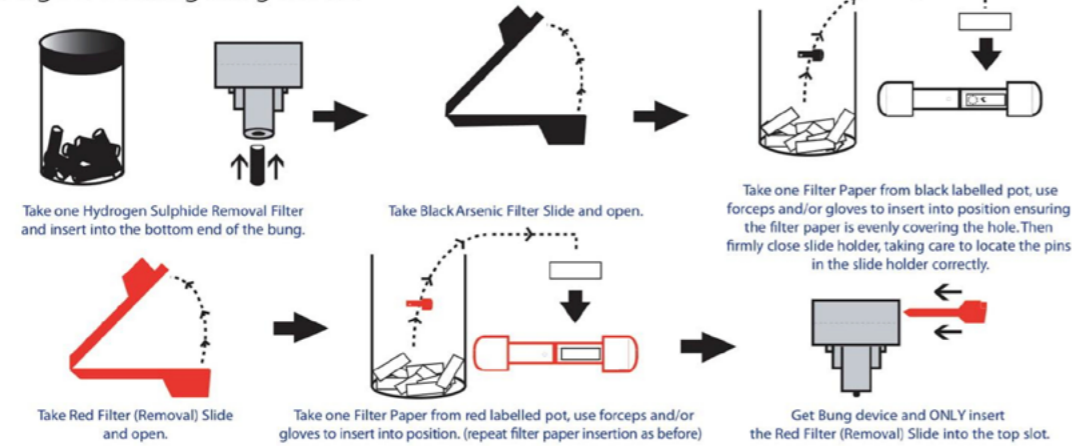 Take one Hydrogen Sulphide Removal Filter
and insert into the bottom end of the bung.
Take Black Arsenic Filter Slide and open.
Take one Filter Paper from black labelled pot, use
forceps and/or gloves to insert into position ensuring
the filter paper is evenly covering the hole. Then
firmly close slide holder, taking care to locate the pins
in the slide holder correctly.
Take Red Filter (Removal) Slide
and open.
Take one Filter Paper from red labelled pot, use forceps and/or
gloves to insert into position. (repeat filter paper insertion as before)
Get Bung device and ONLY insert
the Red Filter (Removal) Slide into the top slot.